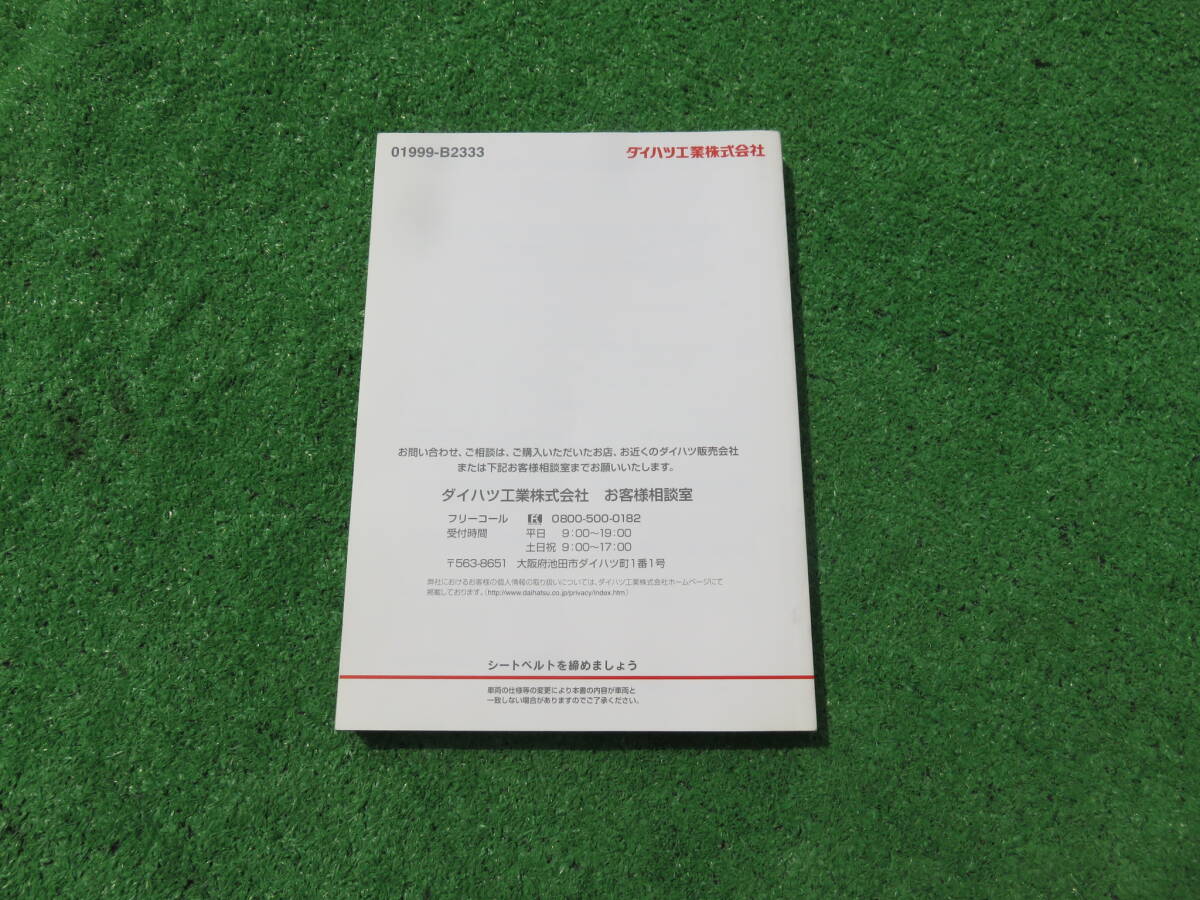 01999-B2333 ダイハツ工業株式会社
お問い合わせ、ご相談は、ご購入いただいたお店、お近くのダイハツ販売会社
または下記お客様相談室までお願いいたします。
ダイハツ工業株式会社 お客様相談室
フリーコール 0800-500-0182
受付時間 平日 9:00〜19:00
土日祝 9:00〜17:00
〒563-8651 大阪府池田市ダイハツ町1番1号
弊社におけるお客様の個人情報の取り扱いについては、ダイハツ工業株式会社ホームページにて
掲載しております。(http://www.daihatsu.co.jp/privacy/index.htm)
シートベルトを締めましょう
車両の仕様等の変更により本書の内容が車両と
一致しない場合がありますのでご了承ください。